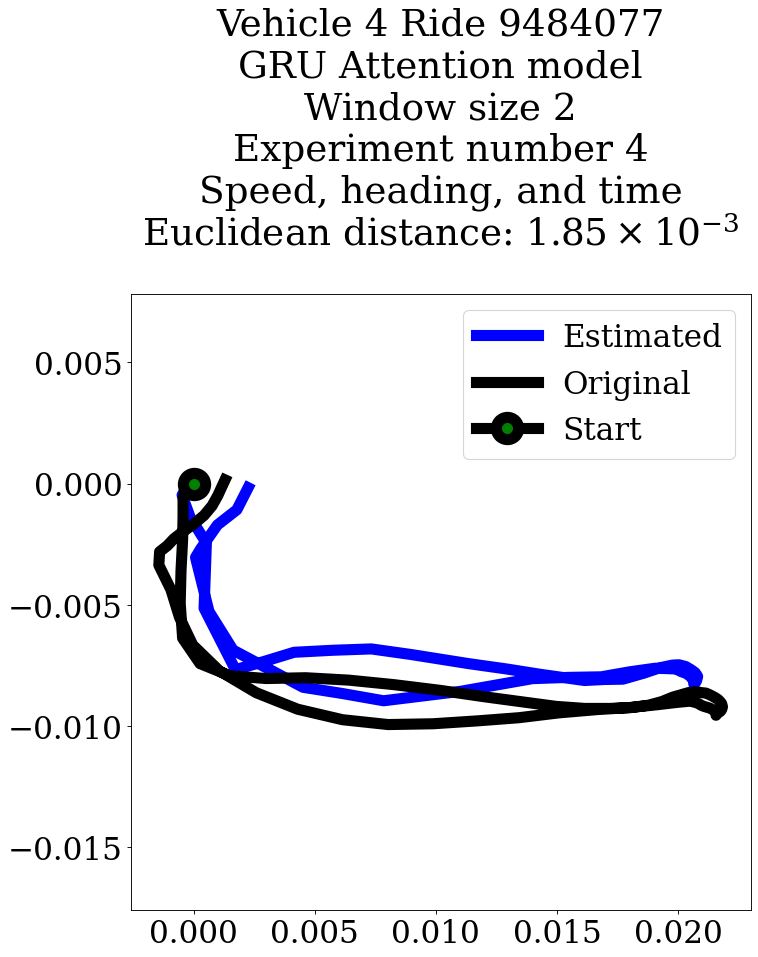 Vehicle 4 Ride 9484077
GRU Attention model
Window size 2
Experiment number 4
Speed, heading, and time
Euclidean distance: 1.85 × 10⁻³
Estimated
Original
Start
0.005
0.000
−0.005
−0.010
−0.015
0.000 0.005 0.010 0.015 0.020